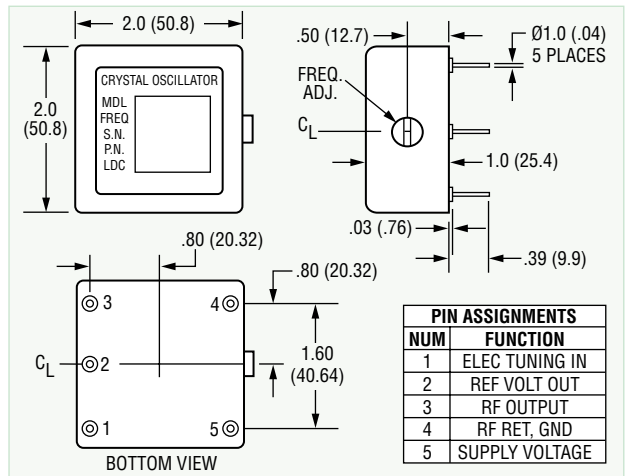 2.0 (50.8)
2.0
(50.8)
CRYSTAL OSCILLATOR
MDL
FREQ
S.N.
P.N.
LDC
.50 (12.7)
Ø1.0 (.04)
5 PLACES
FREQ.
ADJ.
CL
1.0 (25.4)
.03 (.76)
.39 (9.9)
.80 (20.32)
.80 (20.32)
3
4
CL
2
1.60
(40.64)
1
5
BOTTOM VIEW
PIN ASSIGNMENTS
NUM FUNCTION
1 ELEC TUNING IN
2 REF VOLT OUT
3 RF OUTPUT
4 RF RET, GND
5 SUPPLY VOLTAGE